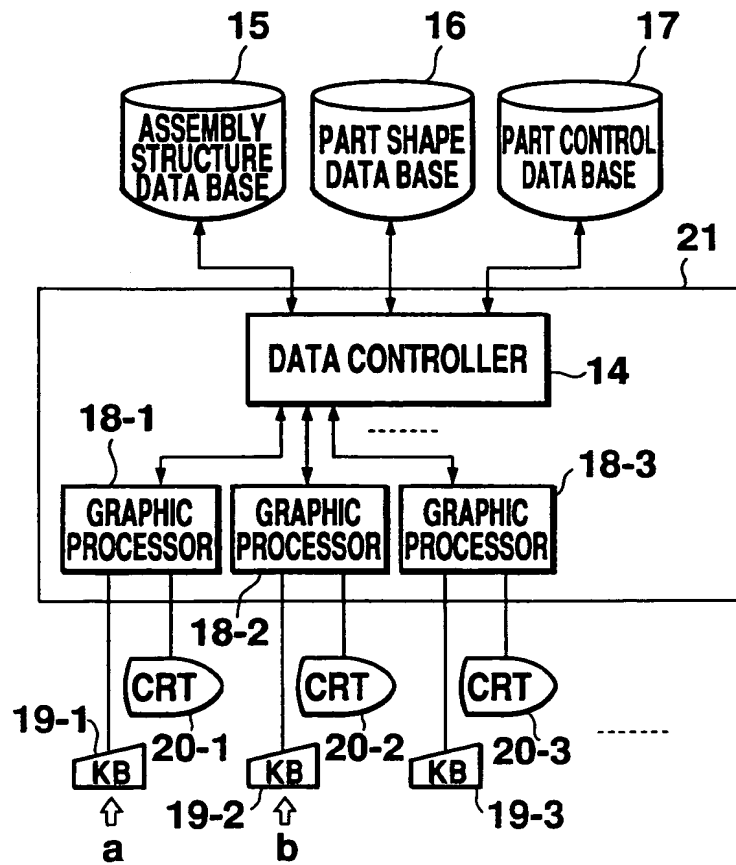 15
16
17
ASSEMBLY
STRUCTURE
DATA BASE
PART SHAPE
DATA BASE
PART CONTROL
DATA BASE
21
DATA CONTROLLER
14
18-1
18-3
GRAPHIC
PROCESSOR
GRAPHIC
PROCESSOR
GRAPHIC
PROCESSOR
18-2
CRT
CRT
CRT
19-1
20-1
20-2
20-3
KB
KB
KB
19-2
19-3
a
b